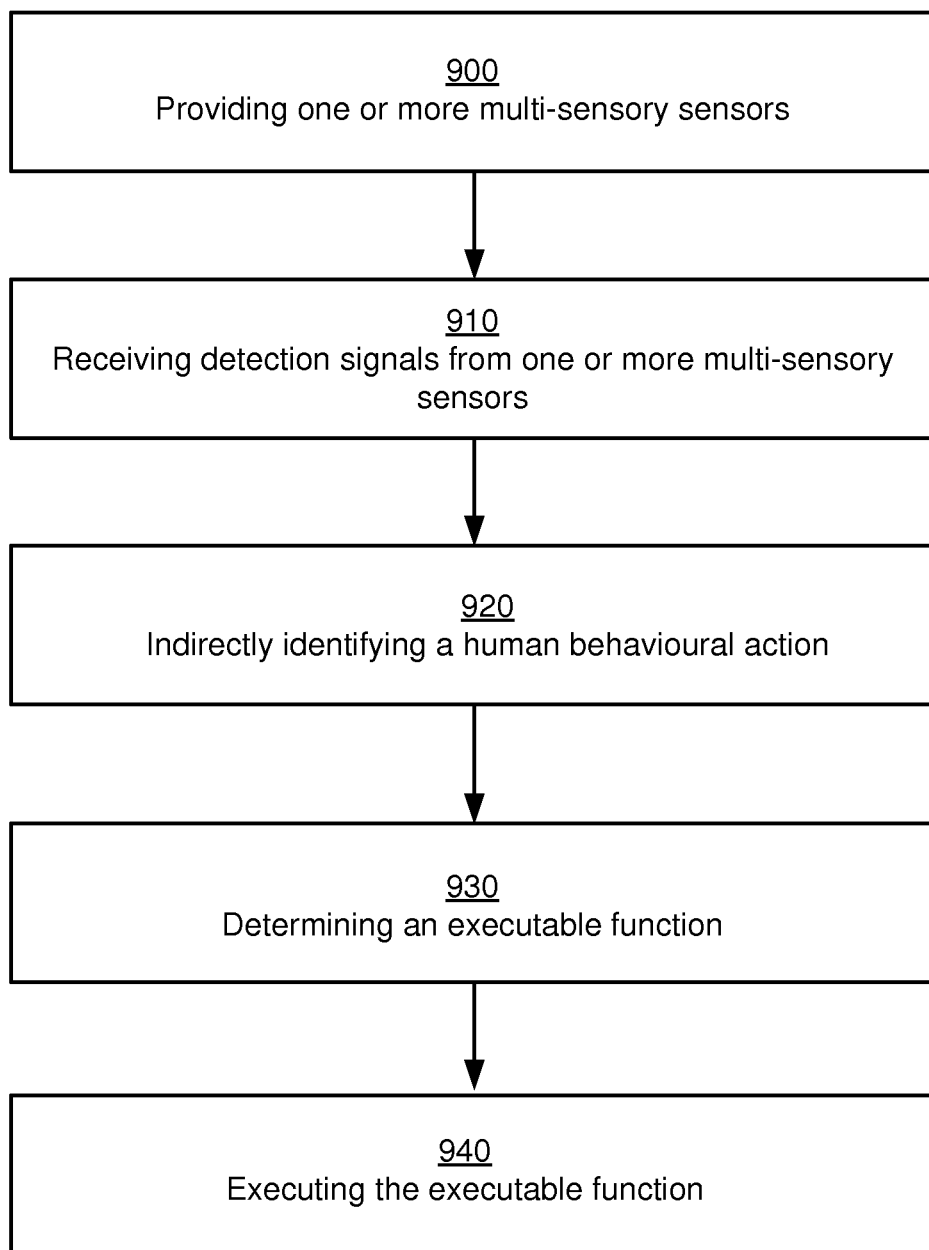 900
Providing one or more multi-sensory sensors
910
Receiving detection signals from one or more multi-sensory
sensors
920
Indirectly identifying a human behavioural action
930
Determining an executable function
940
Executing the executable function